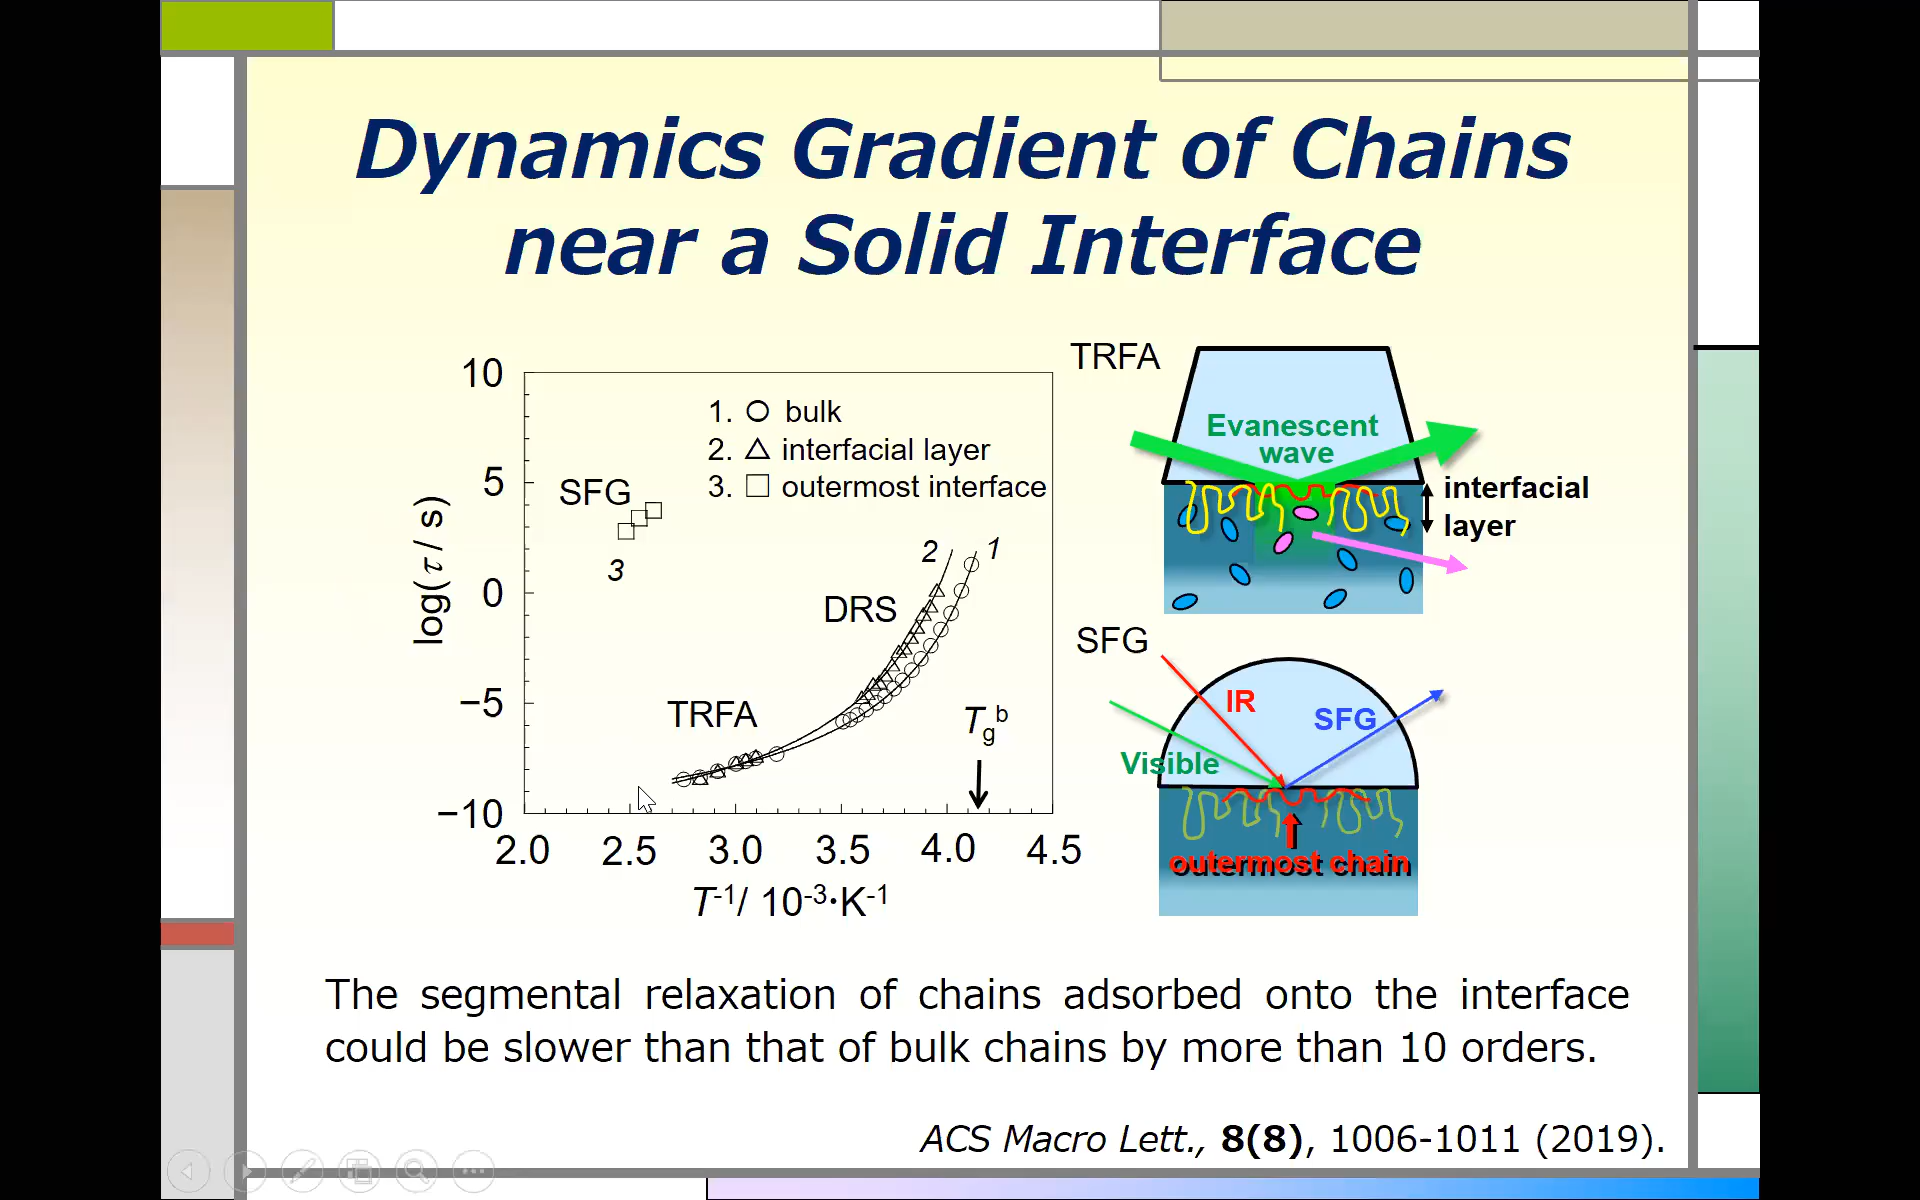 Dynamics Gradient of Chains
near a Solid Interface
10
5
0
−5
−10
log(τ / s)
2.0 2.5 3.0 3.5 4.0 4.5
T-1/ 10-3•K-1
1. ○ bulk
2. △ interfacial layer
3. □ outermost interface
SFG
3
2 1
DRS
TRFA
Tgb
TRFA
Evanescent
wave
interfacial
layer
SFG
IR
SFG
Visible
outermost chain
The segmental relaxation of chains adsorbed onto the interface
could be slower than that of bulk chains by more than 10 orders.
ACS Macro Lett., 8(8), 1006-1011 (2019).